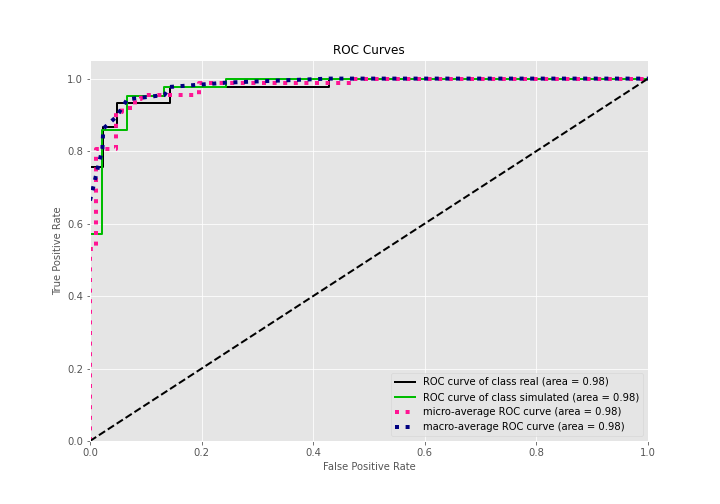 ROC Curves
1.0
0.8
0.6
0.4
0.2
0.0
True Positive Rate
0.0 0.2 0.4 0.6 0.8 1.0
False Positive Rate
ROC curve of class real (area = 0.98)
ROC curve of class simulated (area = 0.98)
micro-average ROC curve (area = 0.98)
macro-average ROC curve (area = 0.98)